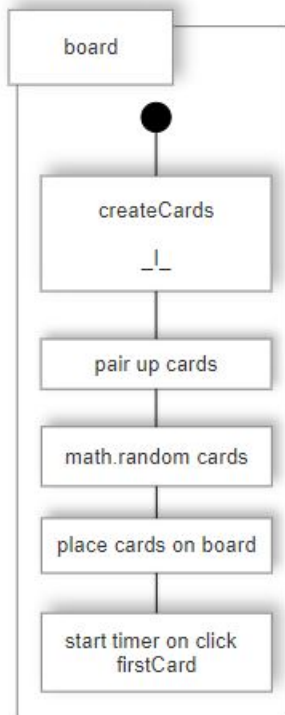 board
createCards
_|_
pair up cards
math.random cards
place cards on board
start timer on click
firstCard